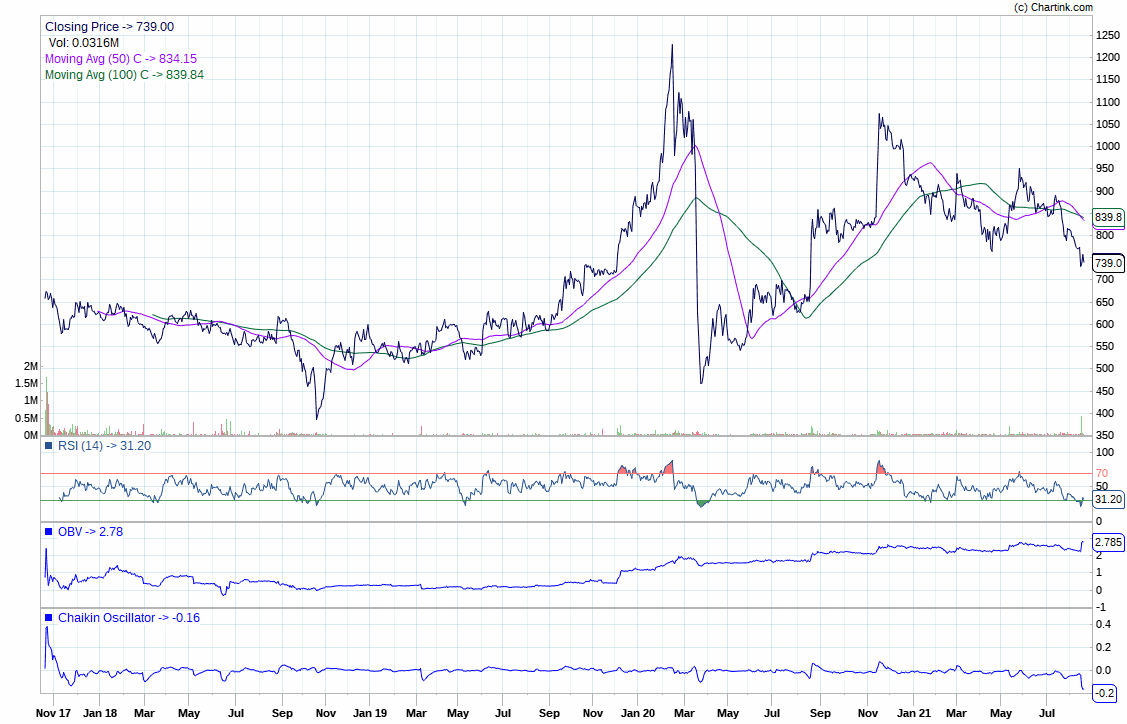 (c) Chartink.com
Closing Price -> 739.00
Vol: 0.0316M
Moving Avg (50) C -> 834.15
Moving Avg (100) C -> 839.84
1250
1200
1150
1100
1050
1000
950
900
839.8
800
739.0
700
650
600
550
500
450
400
350
2M
1.5M
1M
0.5M
0M
RSI (14) -> 31.20
100
70
50
31.20
0
OBV -> 2.78
2.785
2
1
0
-1
Chaikin Oscillator -> -0.16
0.4
0.2
0.0
-0.2
Nov 17 Jan 18 Mar May Jul Sep Nov Jan 19 Mar May Jul Sep Nov Jan 20 Mar May Jul Sep Nov Jan 21 Mar May Jul